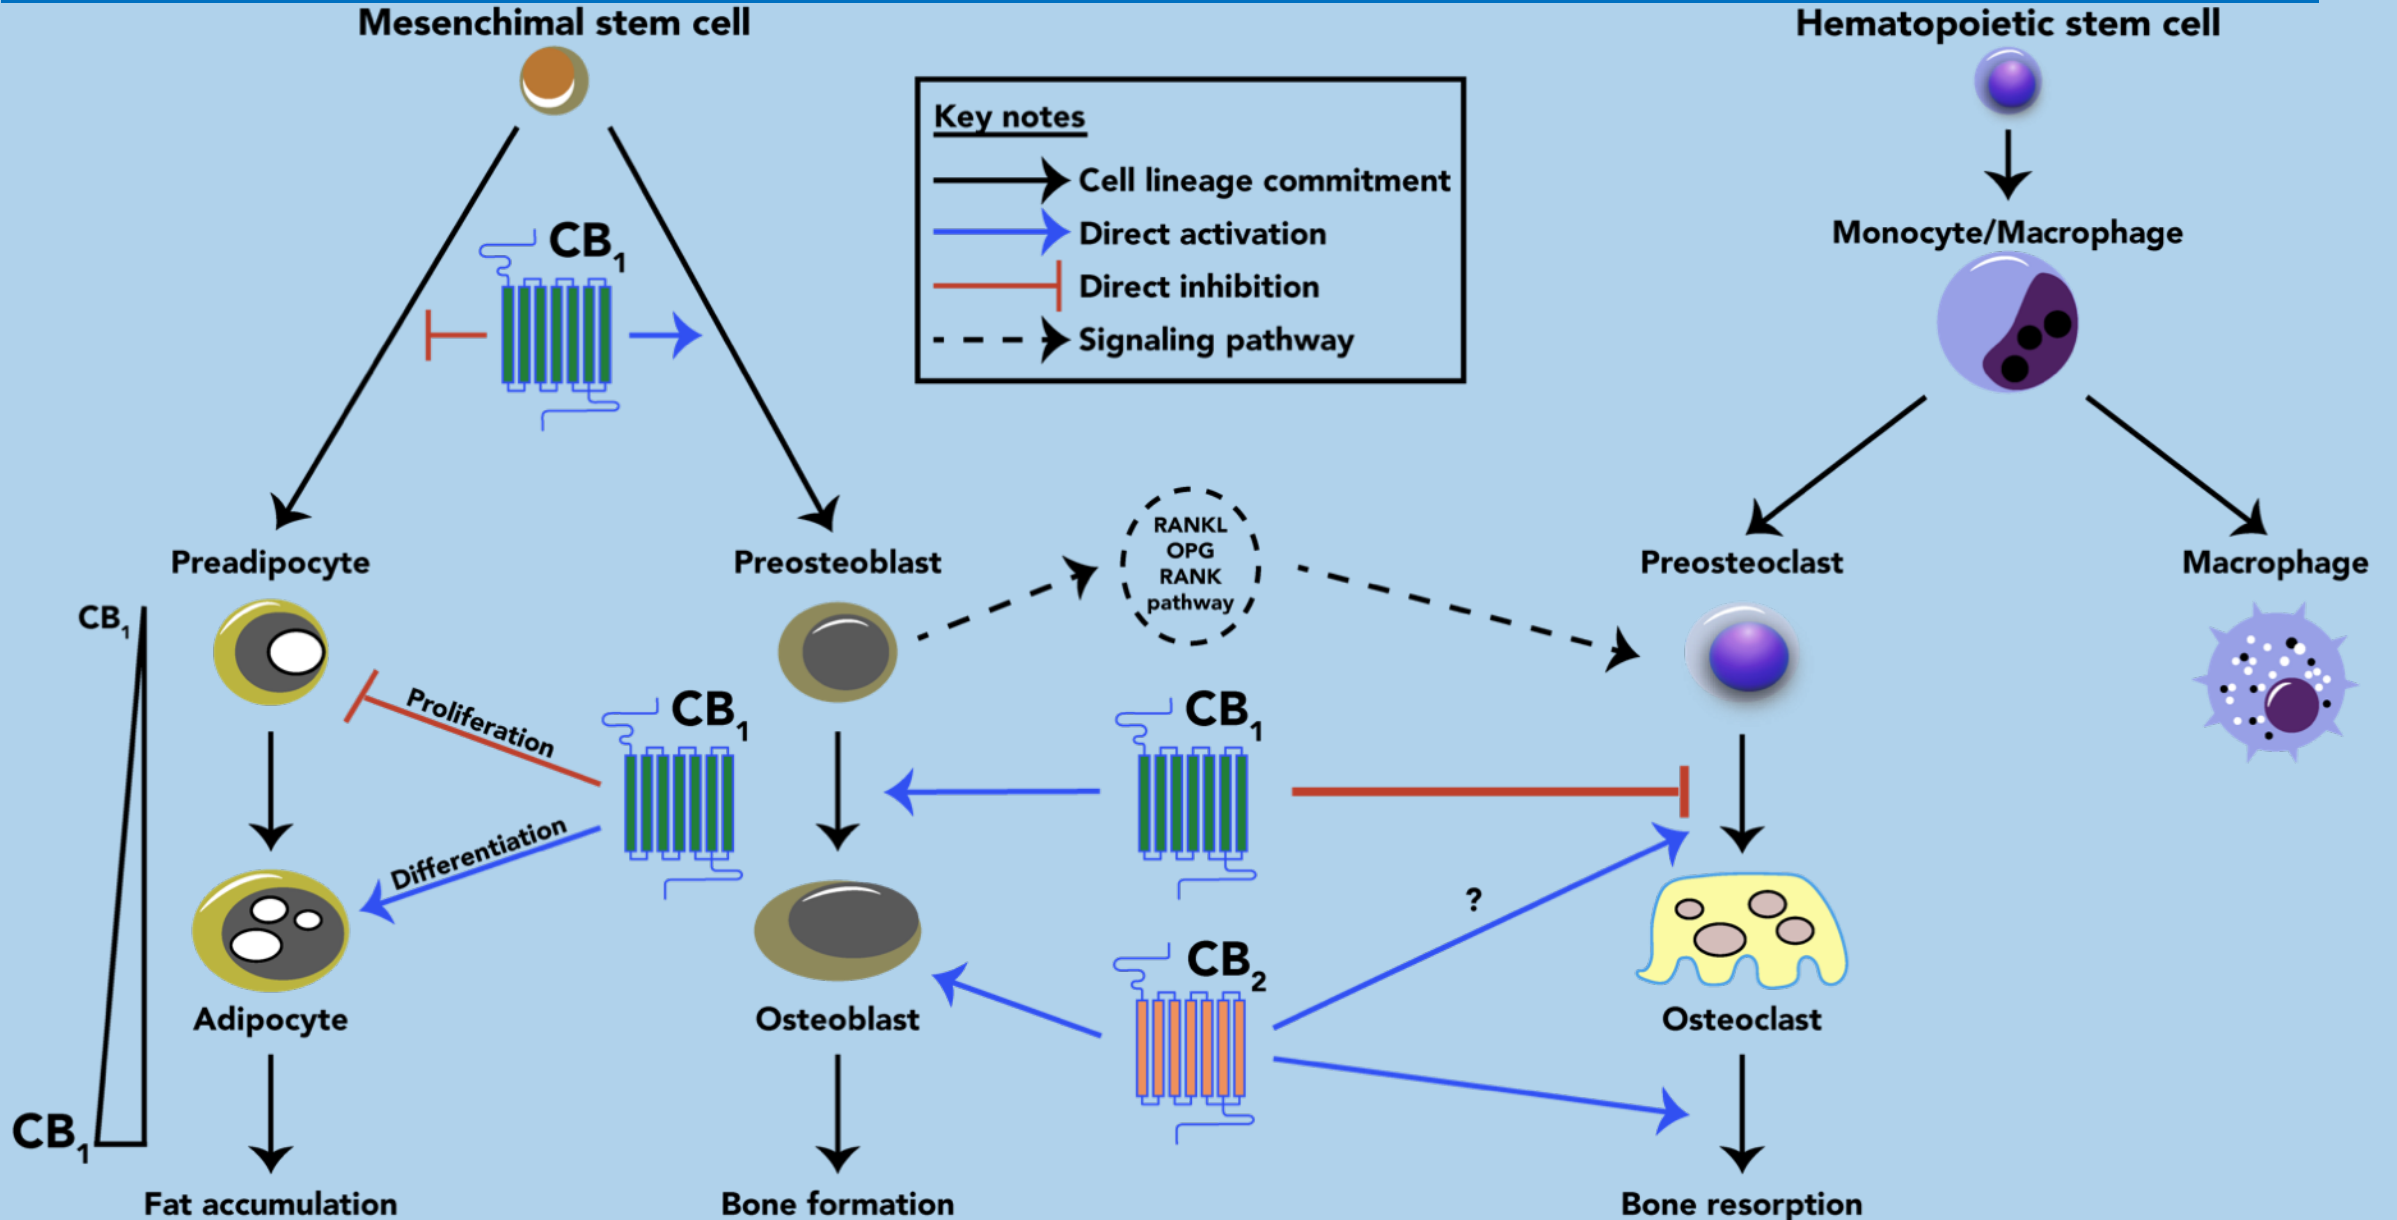 Mesenchimal stem cell
Hematopoietic stem cell
Key notes
Cell lineage commitment
Direct activation
Direct inhibition
Signaling pathway
CB1
Monocyte/Macrophage
Preadipocyte
Preosteoblast
RANKL
OPG
RANK
pathway
Preosteoclast
Macrophage
CB1
Proliferation
CB1
CB1
Differentiation
?
CB2
Adipocyte
Osteoblast
Osteoclast
CB1
Fat accumulation
Bone formation
Bone resorption